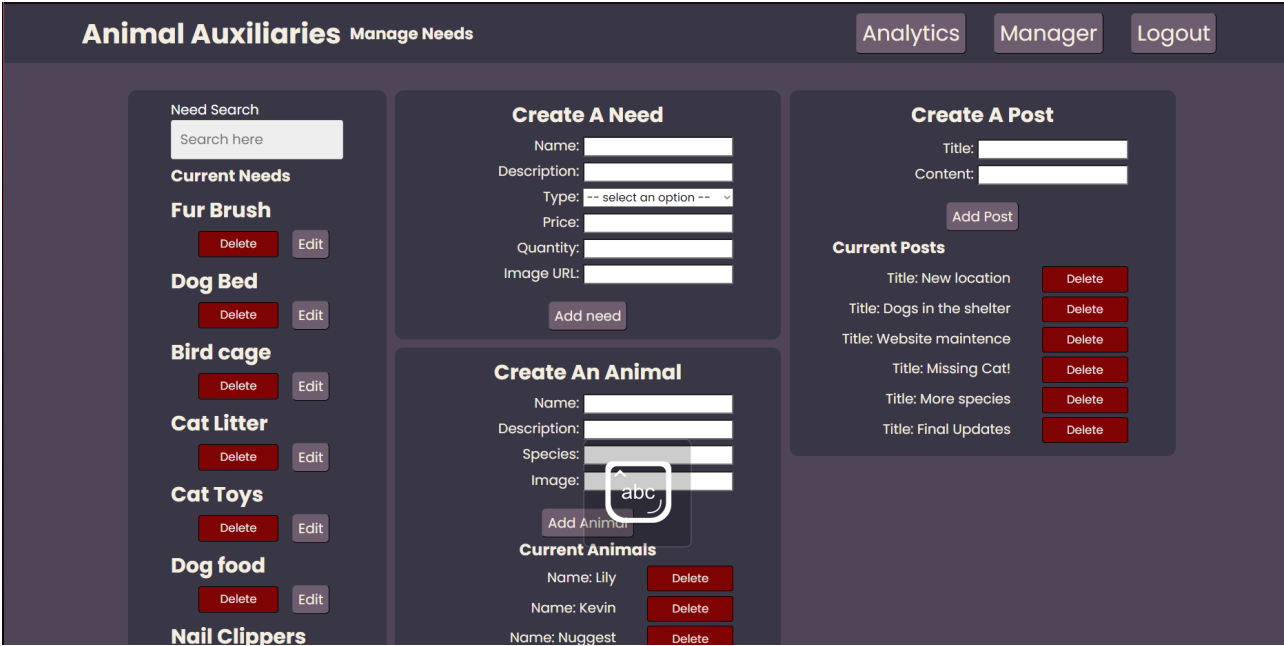 Animal Auxiliaries Manage Needs
Analytics
Manager
Logout
Need Search
Search here
Current Needs
Fur Brush
Delete Edit
Dog Bed
Delete Edit
Bird cage
Delete Edit
Cat Litter
Delete Edit
Cat Toys
Delete Edit
Dog food
Delete Edit
Nail Clippers
Create A Need
Name:
Description:
Type: -- select an option --
Price:
Quantity:
Image URL:
Add need
Create An Animal
Name:
Description:
Species:
Image:
abc
Add Animal
Current Animals
Name: Lily Delete
Name: Kevin Delete
Name: Nuggest Delete
Create A Post
Title:
Content:
Add Post
Current Posts
Title: New location Delete
Title: Dogs in the shelter Delete
Title: Website maintence Delete
Title: Missing Cat! Delete
Title: More species Delete
Title: Final Updates Delete